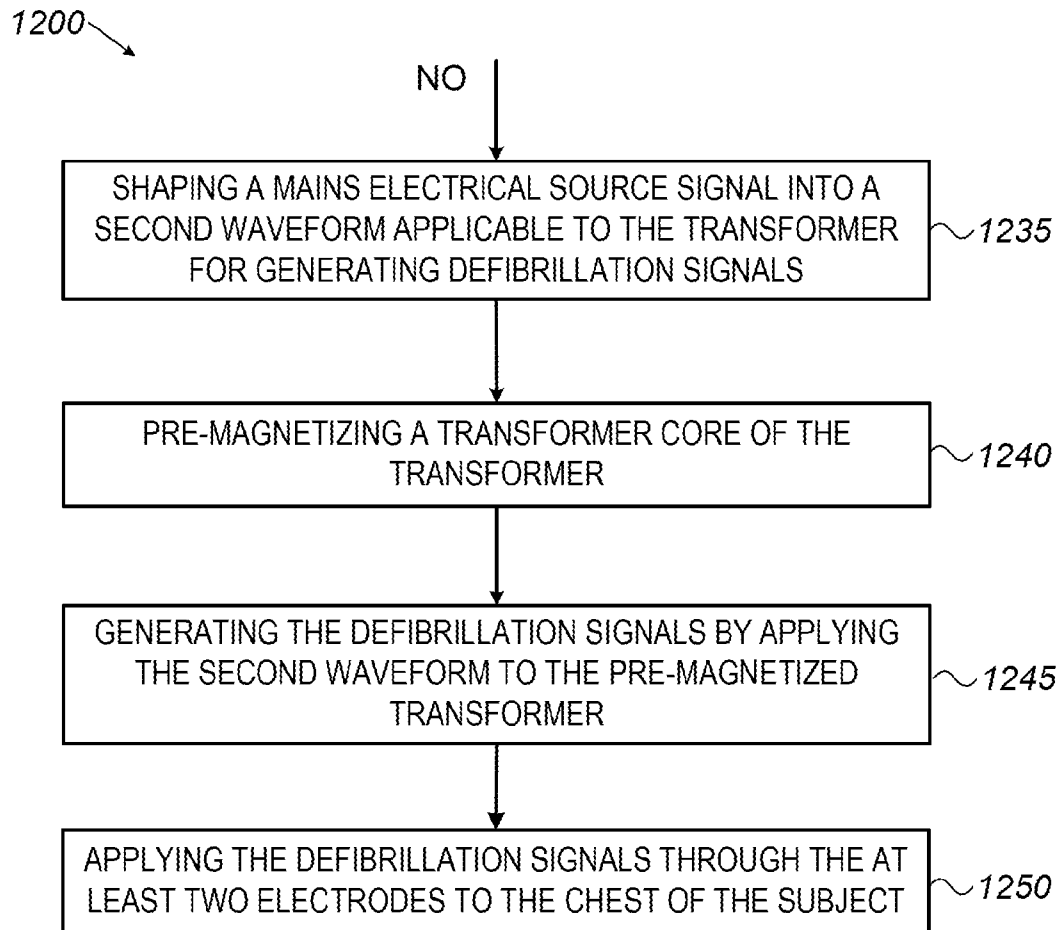 1200
NO
SHAPING A MAINS ELECTRICAL SOURCE SIGNAL INTO A
SECOND WAVEFORM APPLICABLE TO THE TRANSFORMER
FOR GENERATING DEFIBRILLATION SIGNALS
1235
PRE-MAGNETIZING A TRANSFORMER CORE OF THE
TRANSFORMER
1240
GENERATING THE DEFIBRILLATION SIGNALS BY APPLYING
THE SECOND WAVEFORM TO THE PRE-MAGNETIZED
TRANSFORMER
1245
APPLYING THE DEFIBRILLATION SIGNALS THROUGH THE AT
LEAST TWO ELECTRODES TO THE CHEST OF THE SUBJECT
1250